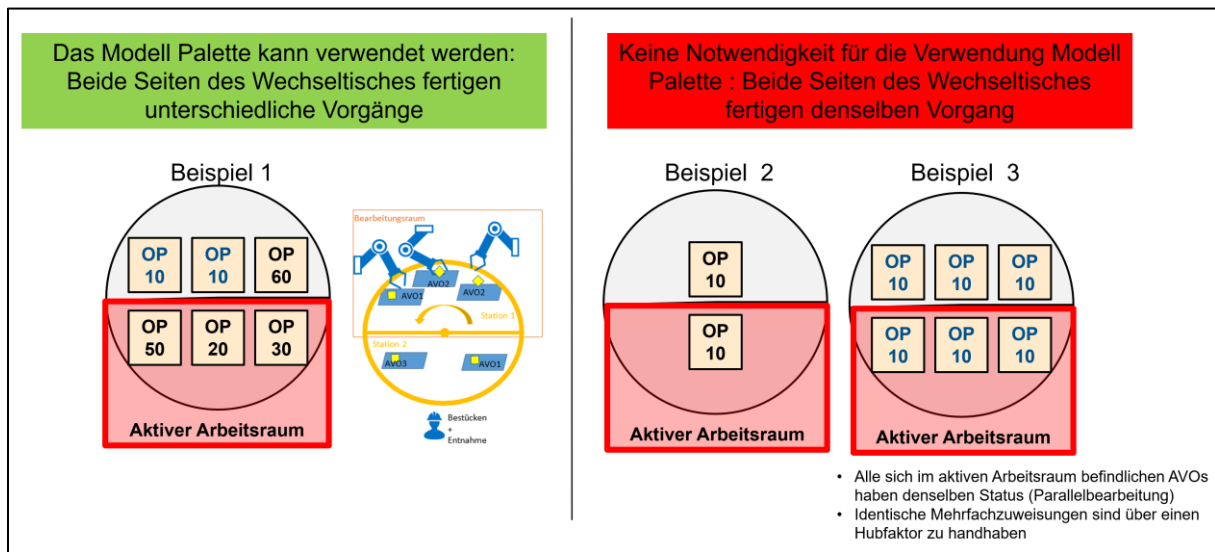 Das Modell Palette kann verwendet werden:
Beide Seiten des Wechseltisches fertigen
unterschiedliche Vorgänge
Beispiel 1
OP
10
OP
10
OP
60
OP
50
OP
20
OP
30
Aktiver Arbeitsraum
Bearbeitungsraum
AVO1
AVO2
AVO2
Station 1
Station 2
AVO3
AVO1
Bestücken
+
Entnahme
Keine Notwendigkeit für die Verwendung Modell
Palette : Beide Seiten des Wechseltisches
fertigen denselben Vorgang
Beispiel 2
OP
10
OP
10
Aktiver Arbeitsraum
Beispiel 3
OP
10
OP
10
OP
10
OP
10
OP
10
OP
10
Aktiver Arbeitsraum
• Alle sich im aktiven Arbeitsraum befindlichen AVOs
haben denselben Status (Parallelbearbeitung)
• Identische Mehrfachzuweisungen sind über einen
Hubfaktor zu handhaben